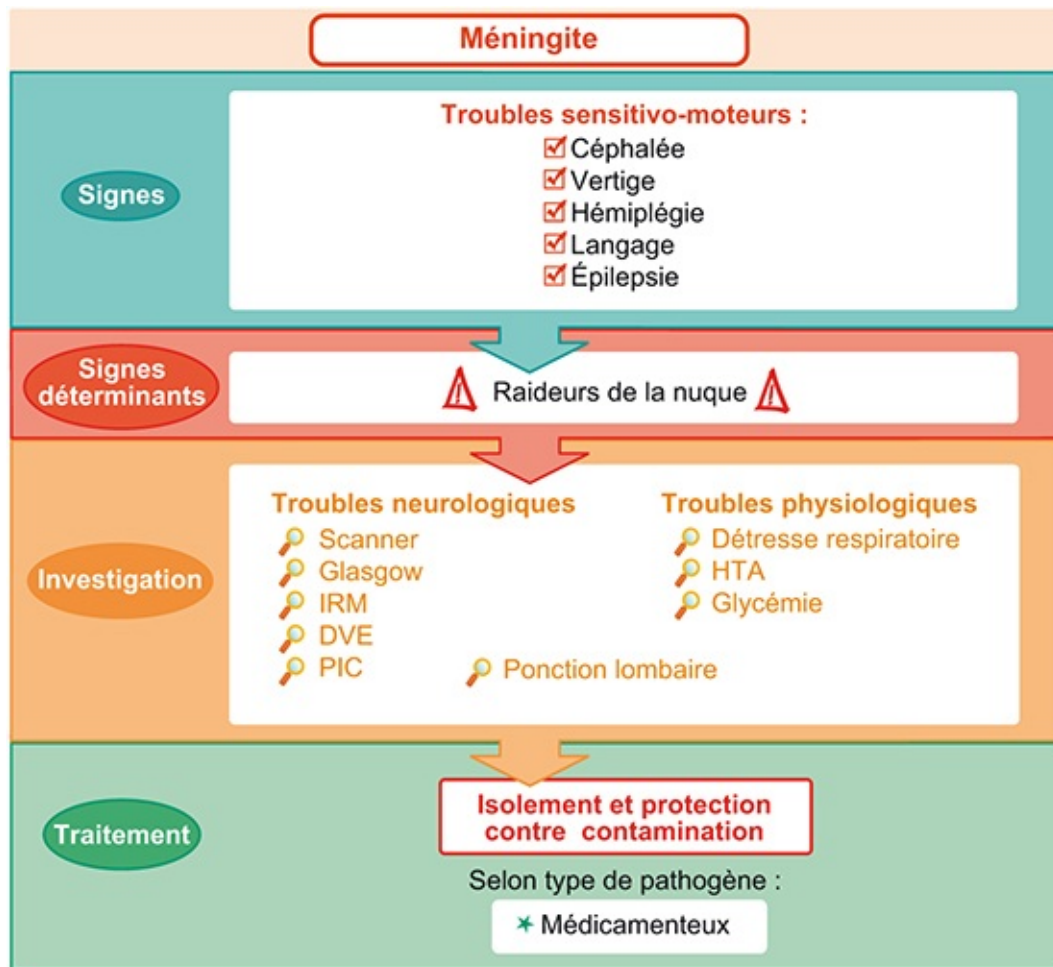 Méningite
Signes
Troubles sensitivo-moteurs :
Céphalée
Vertige
Hémiplégie
Langage
Épilepsie
Signes
déterminants
Raideurs de la nuque
Investigation
Troubles neurologiques
Scanner
Glasgow
IRM
DVE
PIC
Ponction lombaire
Troubles physiologiques
Détresse respiratoire
HTA
Glycémie
Traitement
Isolement et protection
contre contamination
Selon type de pathogène :
Médicamenteux